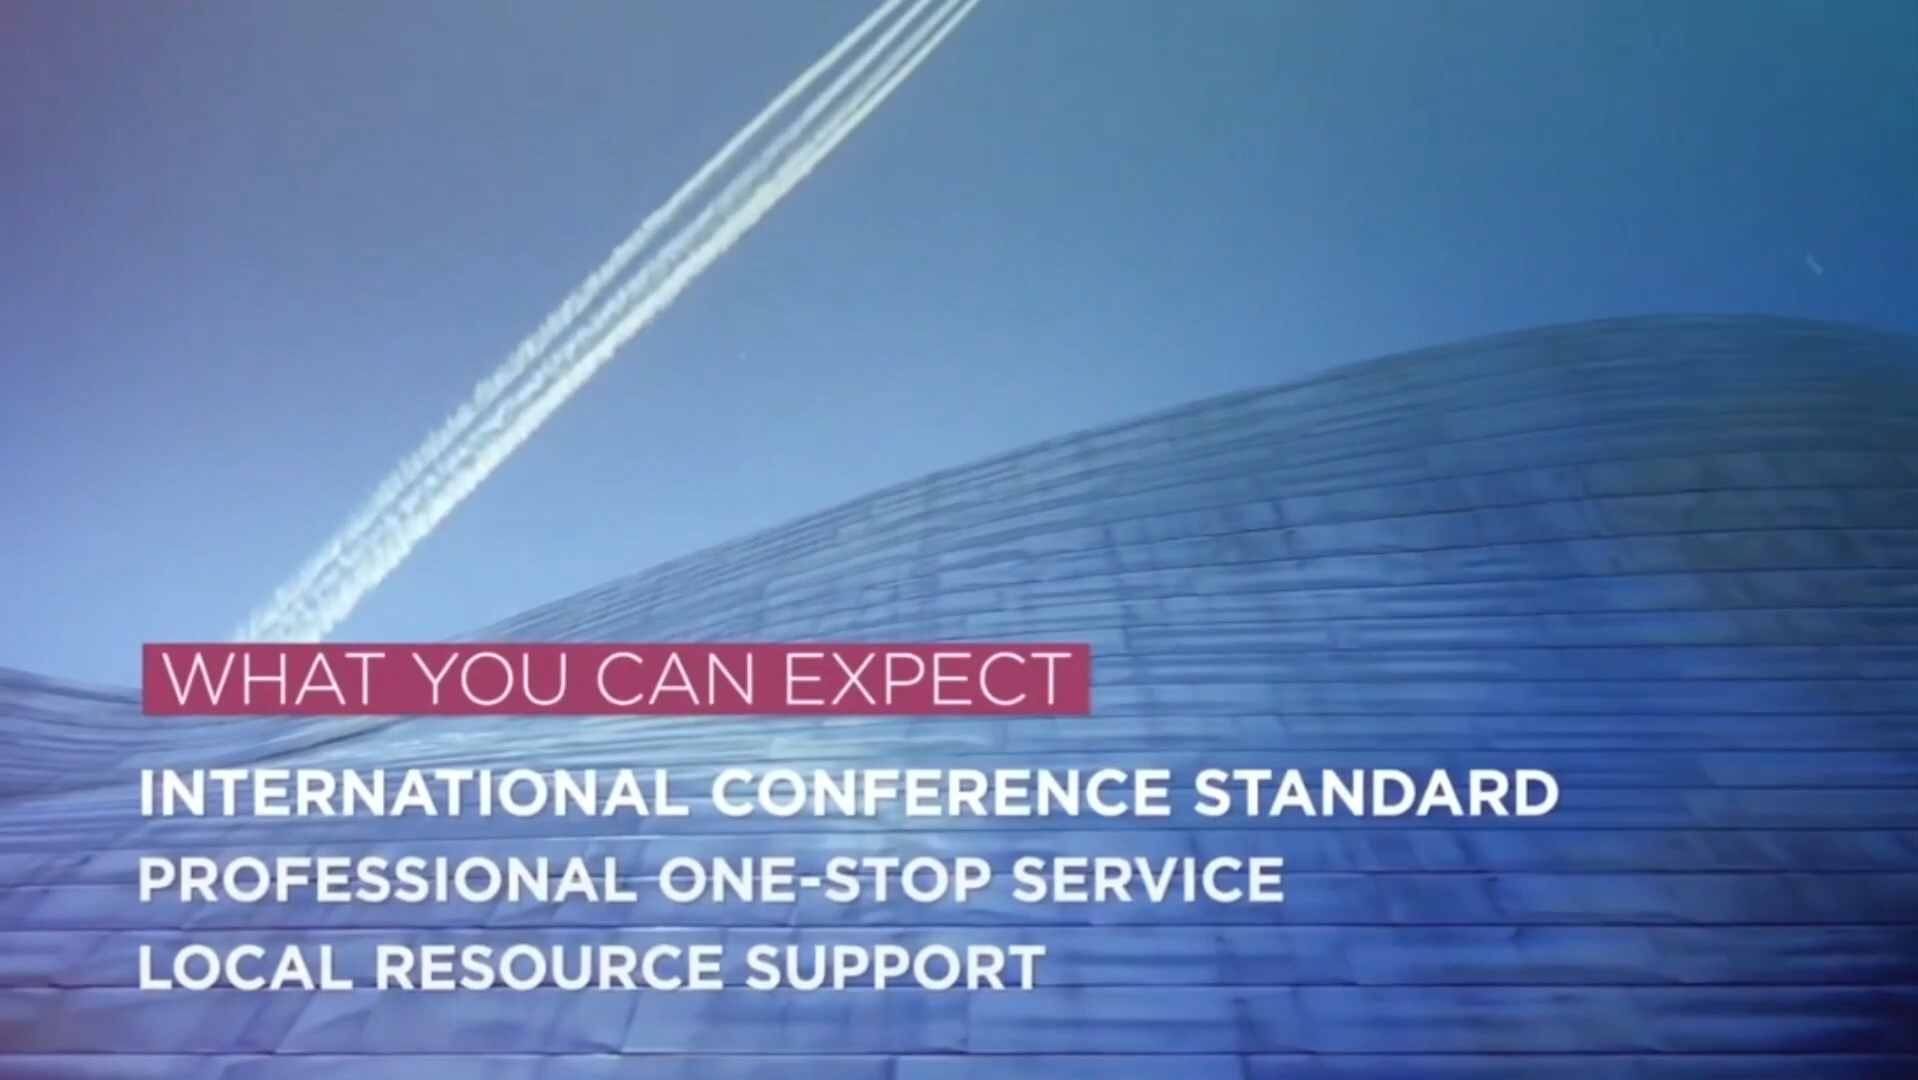 WHAT YOU CAN EXPECT
INTERNATIONAL CONFERENCE STANDARD
PROFESSIONAL ONE-STOP SERVICE
LOCAL RESOURCE SUPPORT